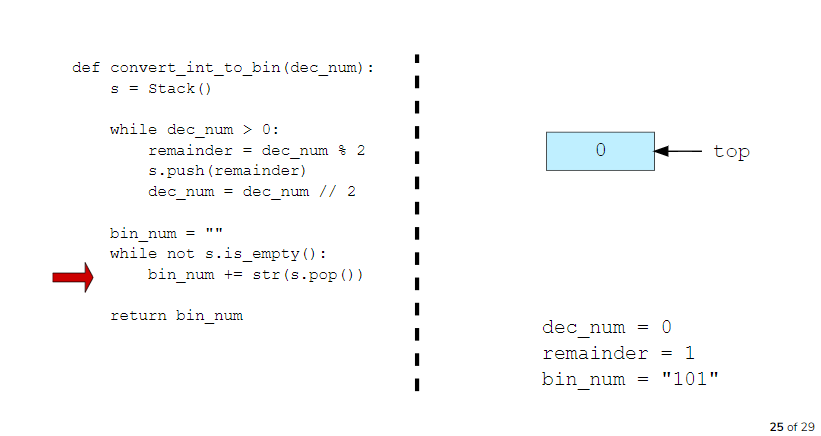 def convert_int_to_bin(dec_num):
    s = Stack()
    while dec_num > 0:
        remainder = dec_num % 2
        s.push(remainder)
        dec_num = dec_num // 2
    bin_num = ""
    while not s.is_empty():
        bin_num += str(s.pop())
    return bin_num
0
top
dec_num = 0
remainder = 1
bin_num = "101"
25 of 29